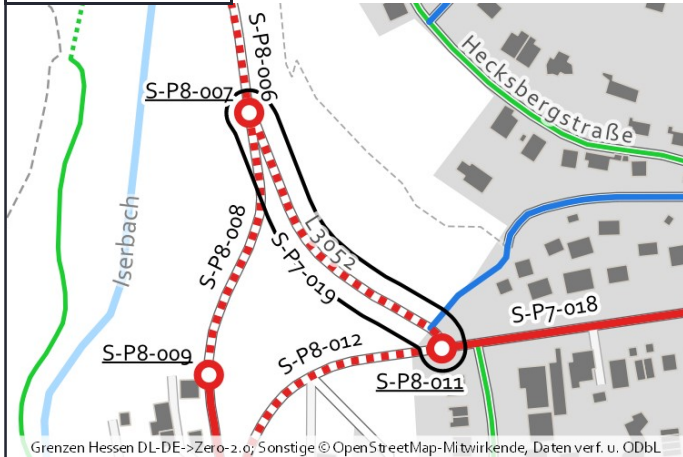 S-P8-006
Hecksbergstraße
S-P8-007
Iserbach
S-P8-008
L3052
S-P7-019
S-P7-018
S-P8-012
S-P8-009
S-P8-011
Grenzen Hessen DL-DE->Zero-2.0; Sonstige © OpenStreetMap-Mitwirkende, Daten verf. u. ODbL